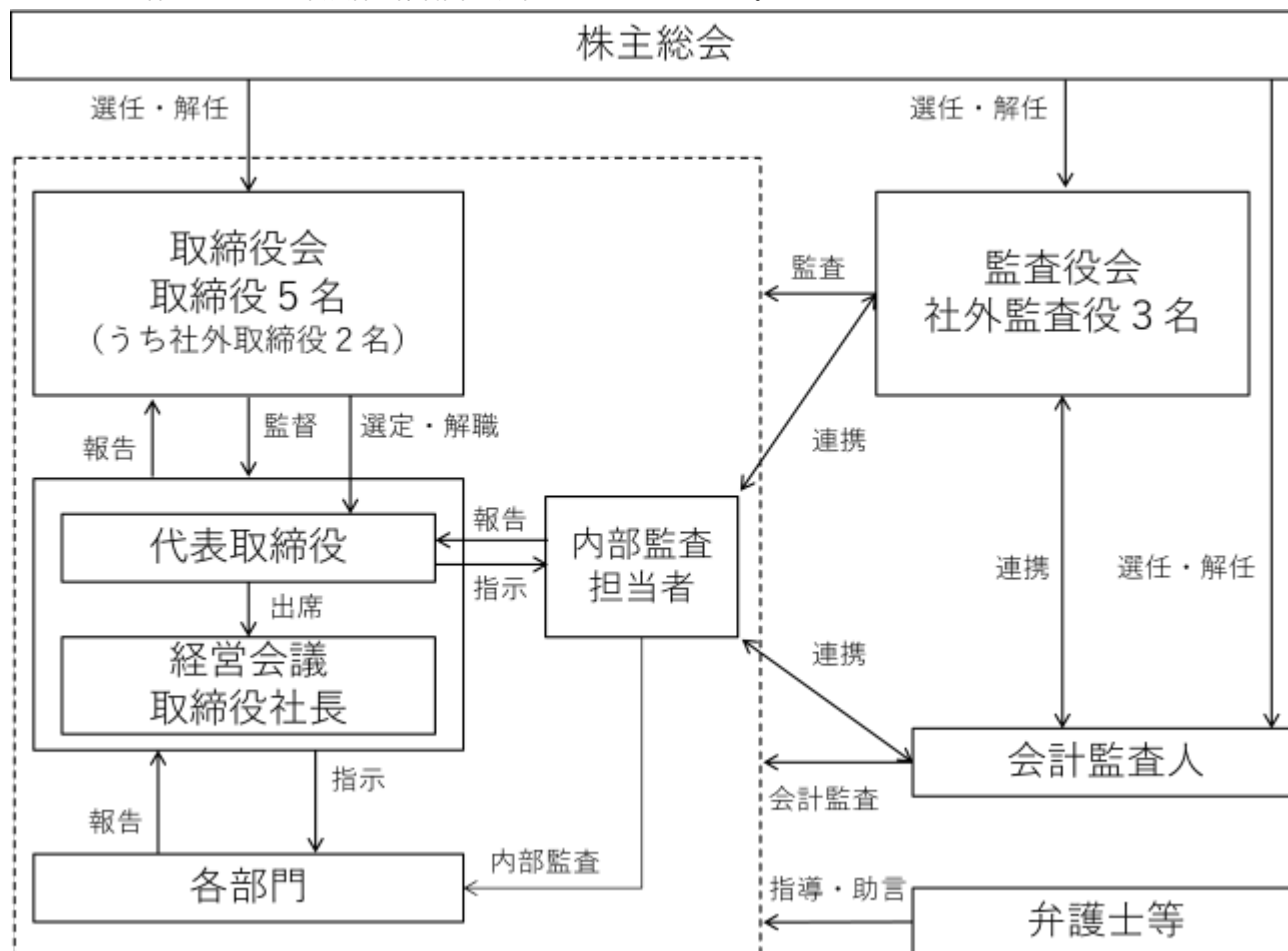 株主総会
選任・解任
選任・解任
取締役会
取締役5名
(うち社外取締役2名)
監査
監査役会
社外監査役3名
報告
監督
選定・解職
連携
代表取締役
報告
指示
内部監査
担当者
連携
選任・解任
出席
経営会議
取締役社長
連携
会計監査人
指示
会計監査
報告
各部門
内部監査
指導・助言
弁護士等